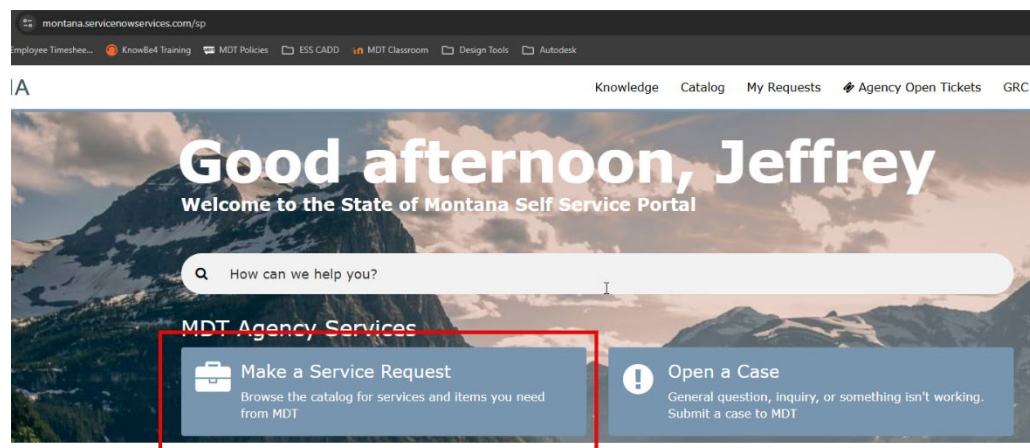 montana.servicenowservices.com/sp
Employee Timeshee... KnowBe4 Training MDT Policies ESS CADD MDT Classroom Design Tools Autodesk
Knowledge Catalog My Requests Agency Open Tickets GRC
Good afternoon, Jeffrey
Welcome to the State of Montana Self Service Portal
How can we help you?
MDT Agency Services
Make a Service Request
Browse the catalog for services and items you need
from MDT
Open a Case
General question, inquiry, or something isn't working.
Submit a case to MDT